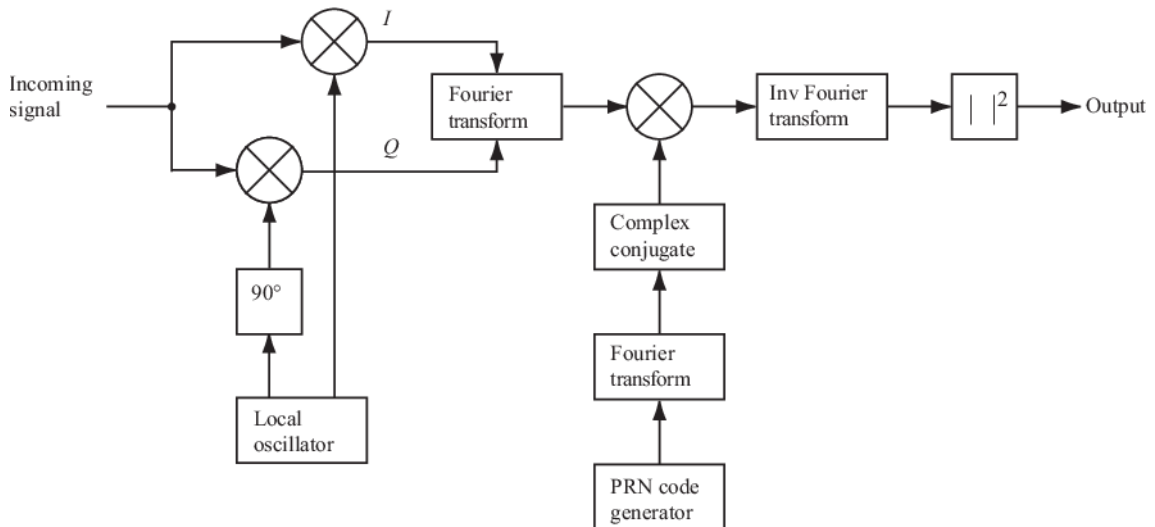 I
Incoming
signal
Fourier
transform
Inv Fourier
transform
| |²
Output
Q
Complex
conjugate
90°
Fourier
transform
Local
oscillator
PRN code
generator